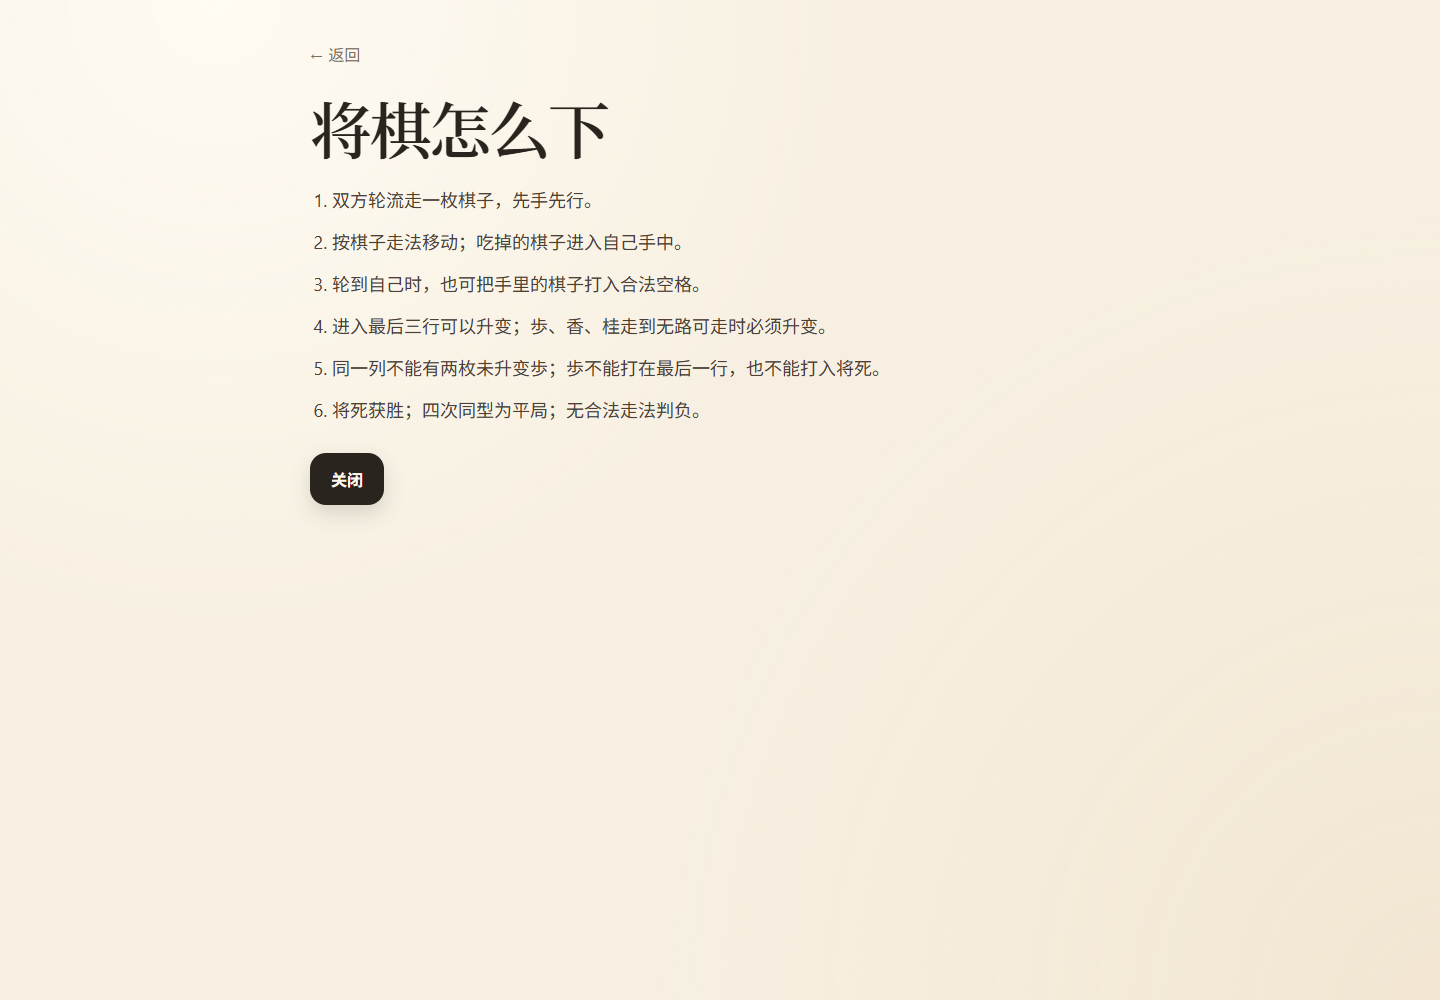 ← 返回
将棋怎么下
1. 双方轮流走一枚棋子，先手先行。
2. 按棋子走法移动；吃掉的棋子进入自己手中。
3. 轮到自己时，也可把手里的棋子打入合法空格。
4. 进入最后三行可以升变；歩、香、桂走到无路可走时必须升变。
5. 同一列不能有两枚未升变歩；歩不能打在最后一行，也不能打入将死。
6. 将死获胜；四次同型为平局；无合法走法判负。
关闭